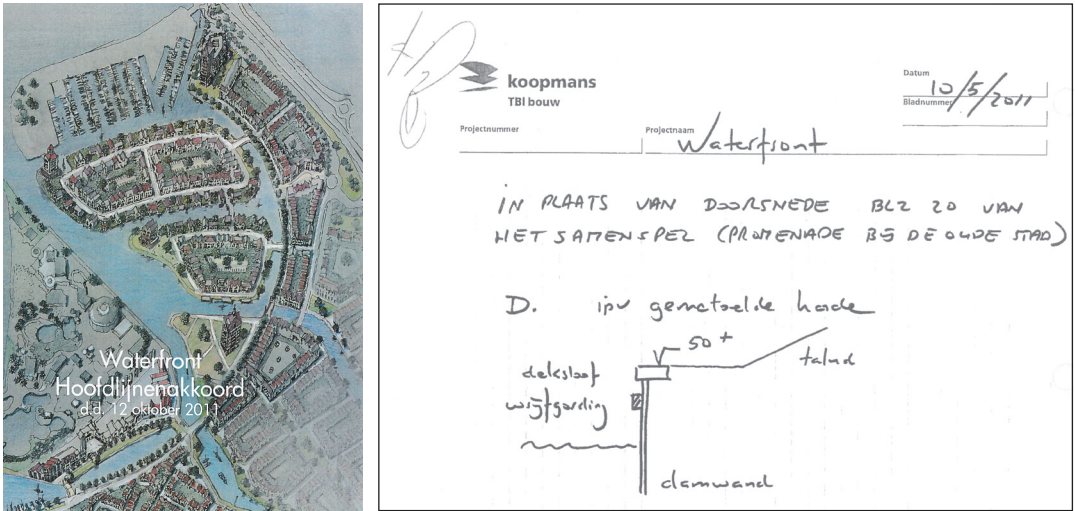 Waterfront
Hoofdlijnenakkoord
d.d. 12 oktober 2011
koopmans
TBI bouw
Datum
10/5/2011
Bladnummer
Projectnummer
Projectnaam
Waterfront
IN PLAATS VAN DOORSNEDE BLZ 20 VAN
HET SAMENSPEL (PROMENADE BIJ DE OUDE STAD)
D. ipv gemetselde kade
50+
talud
deksloof
wrijfgording
damwand